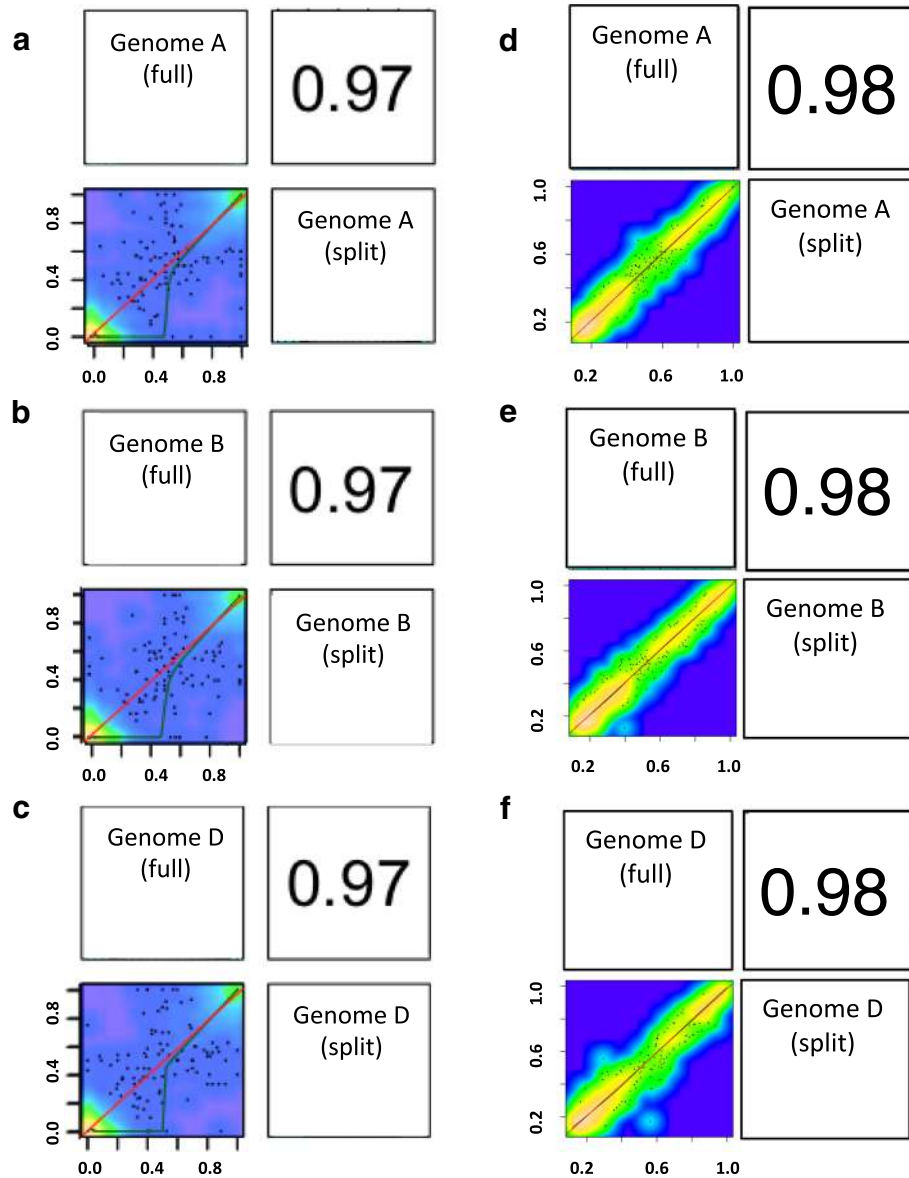 a
Genome A
(full)
0.97
0.8
0.4
0.0
Genome A
(split)
0.0 0.4 0.8
d
Genome A
(full)
0.98
1.0
0.6
0.2
Genome A
(split)
0.2 0.6 1.0
b
Genome B
(full)
0.97
0.8
0.4
0.0
Genome B
(split)
0.0 0.4 0.8
e
Genome B
(full)
0.98
1.0
0.6
0.2
Genome B
(split)
0.2 0.6 1.0
c
Genome D
(full)
0.97
0.8
0.4
0.0
Genome D
(split)
0.0 0.4 0.8
f
Genome D
(full)
0.98
1.0
0.6
0.2
Genome D
(split)
0.2 0.6 1.0